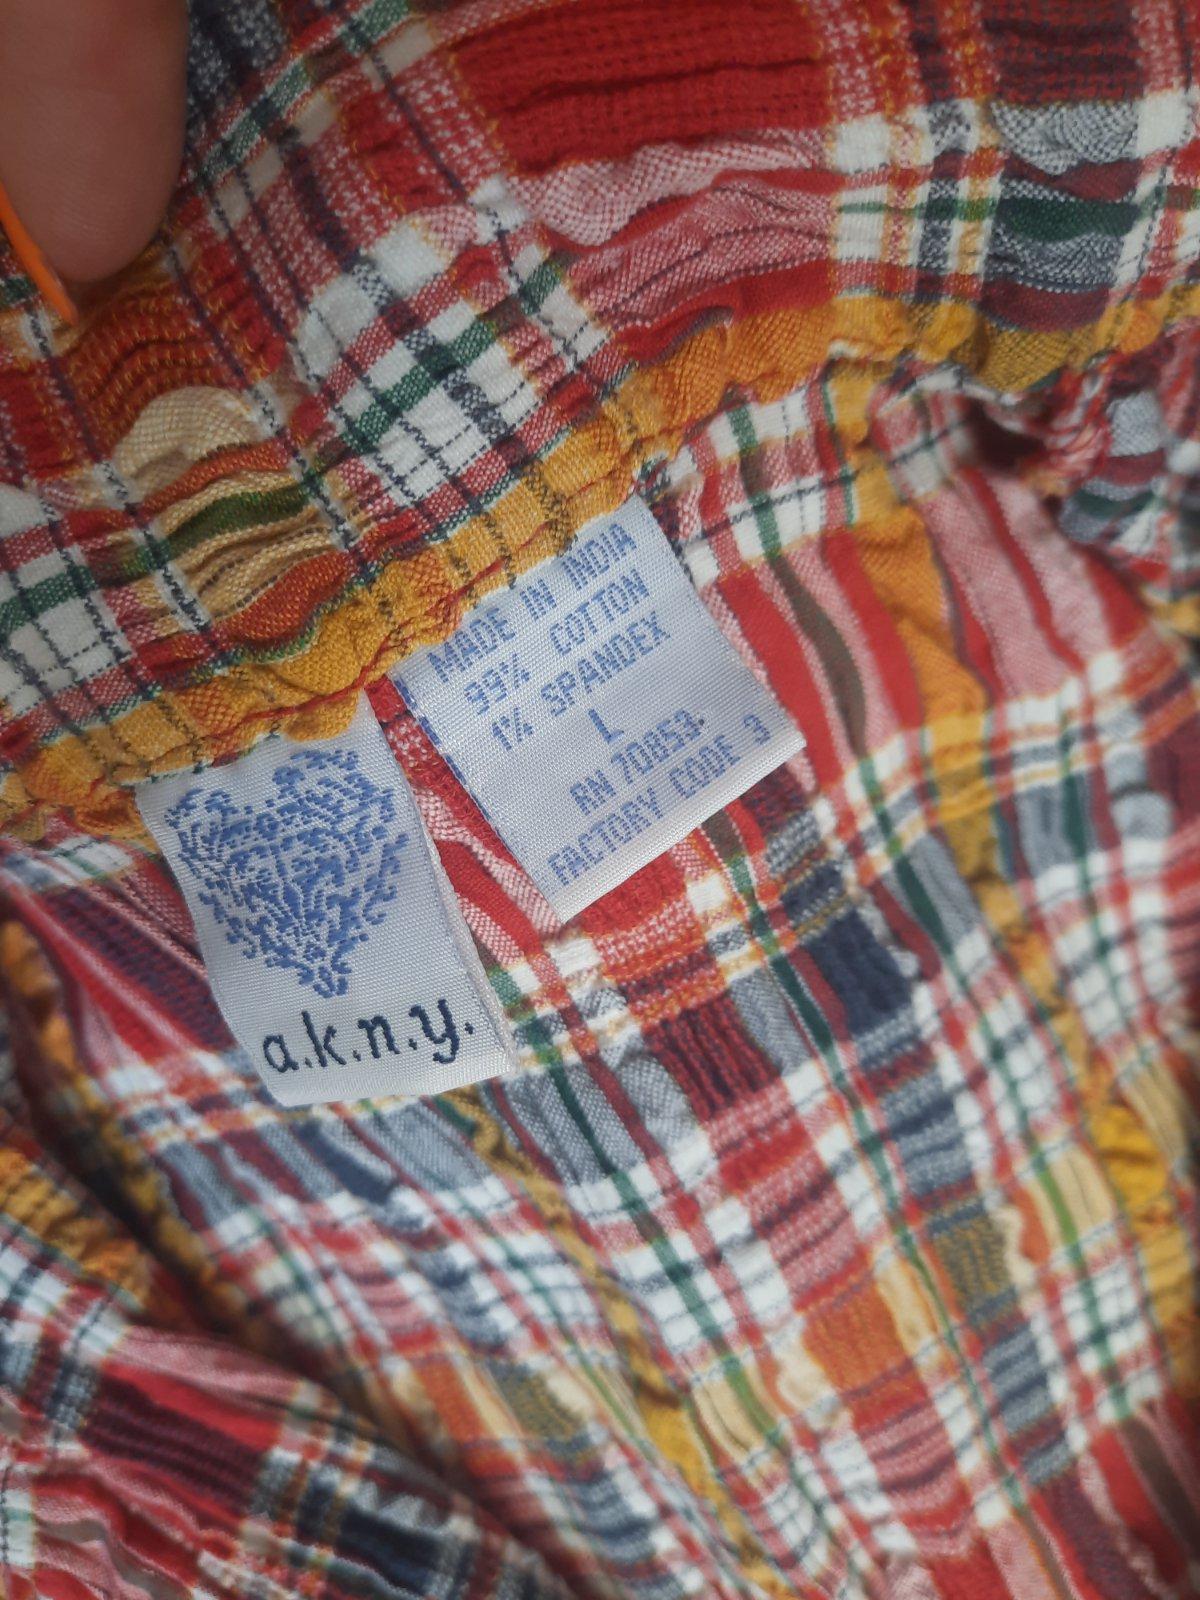 MADE IN INDIA
99% COTTON
1% SPANDEX
L
RN 70853.
FACTORY CODE 3
a.k.n.y.